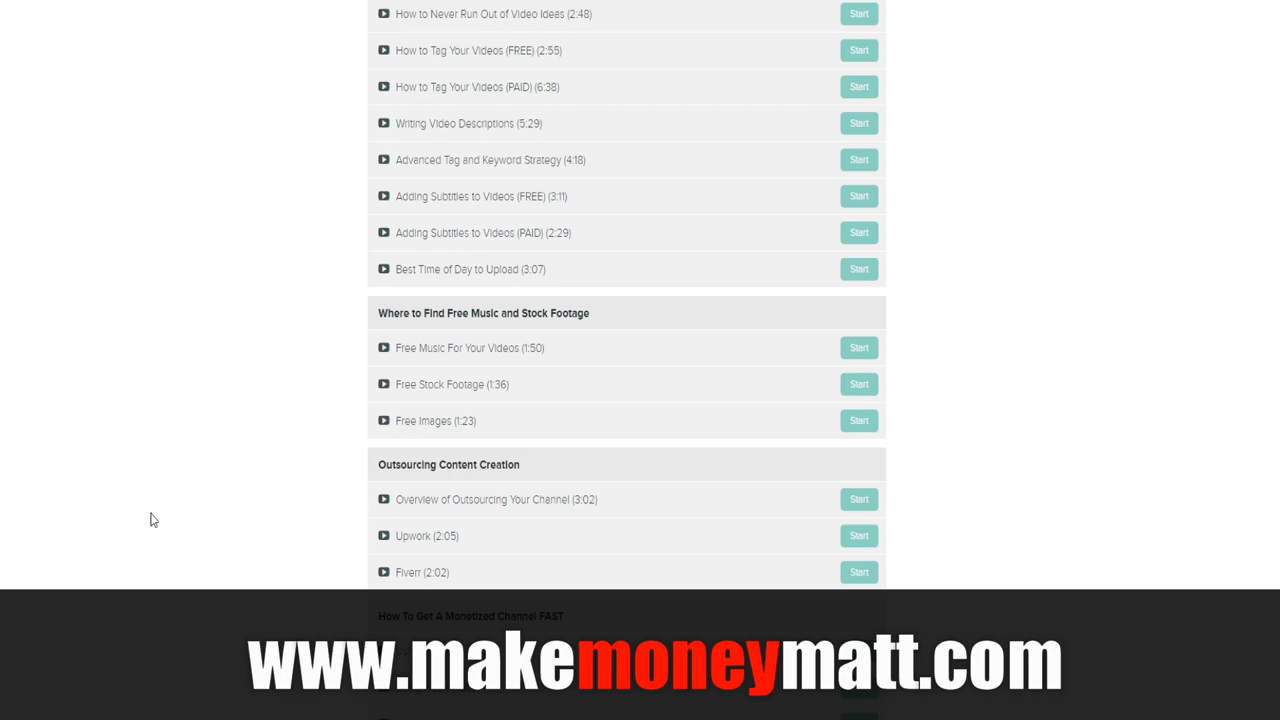 How to Never Run Out of Video Ideas (2:48)
Start
How to Tag Your Videos (FREE) (2:55)
Start
How to Tag Your Videos (PAID) (6:38)
Start
Writing Video Descriptions (5:29)
Start
Advanced Tag and Keyword Strategy (4:18)
Start
Adding Subtitles to Videos (FREE) (3:11)
Start
Adding Subtitles to Videos (PAID) (2:29)
Start
Best Time of Day to Upload (3:07)
Start
Where to Find Free Music and Stock Footage
Free Music For Your Videos (1:50)
Start
Free Stock Footage (1:36)
Start
Free Images (1:23)
Start
Outsourcing Content Creation
Overview of Outsourcing Your Channel (3:02)
Start
Upwork (2:05)
Start
Fiverr (2:02)
Start
How To Get A Monetized Channel FAST
www.makemoneymatt.com